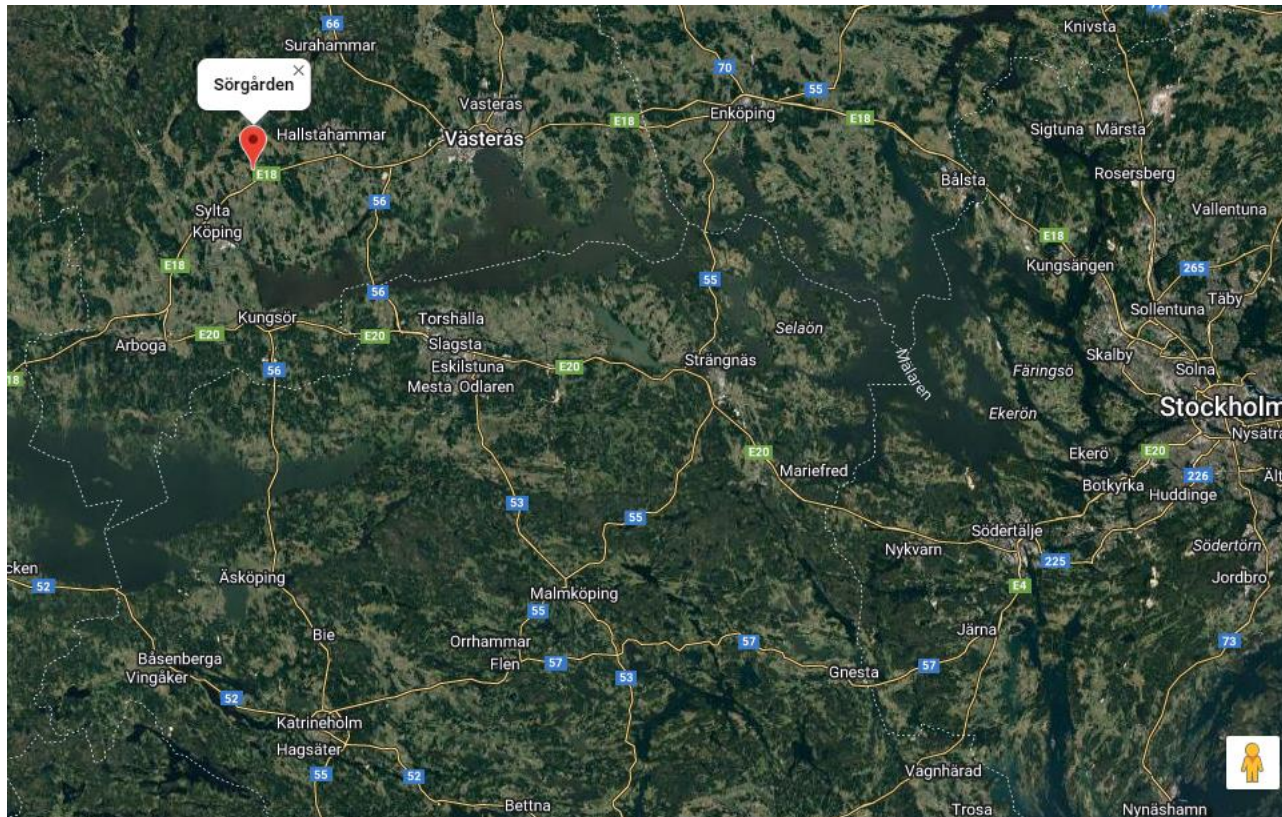 77
66
Knivsta
Surahammar
70
Sörgården
55
Västerås
Enköping
E18
E18
Hallstahammar
Västerås
Sigtuna
Märsta
E18
Rosersberg
Bålsta
56
Sylta
Vallentuna
Köping
E18
E18
Kungsängen
265
55
56
Täby
Sollentuna
Kungsör
Torshälla
Selaön
E20
E20
Arboga
Slagsta
Skalby
Strängnäs
Eskilstuna
E20
Solna
56
Färingsö
18
Mesta Odlaren
Mälaren
Stockholm
Ekerön
Nysätra
E20
Ekerö
E20
Mariefred
226
Botkyrka
Huddinge
53
55
Södertälje
Södertörn
Nykvarn
225
cken
52
Äsköping
E4
Jordbro
Malmköping
55
Järna
Bie
Orrhammar
57
73
Båsenberga
Flen
57
57
Vingåker
Gnesta
53
52
Katrineholm
Hagsäter
55
52
Vagnhärad
Bettna
Trosa
Nynäshamn